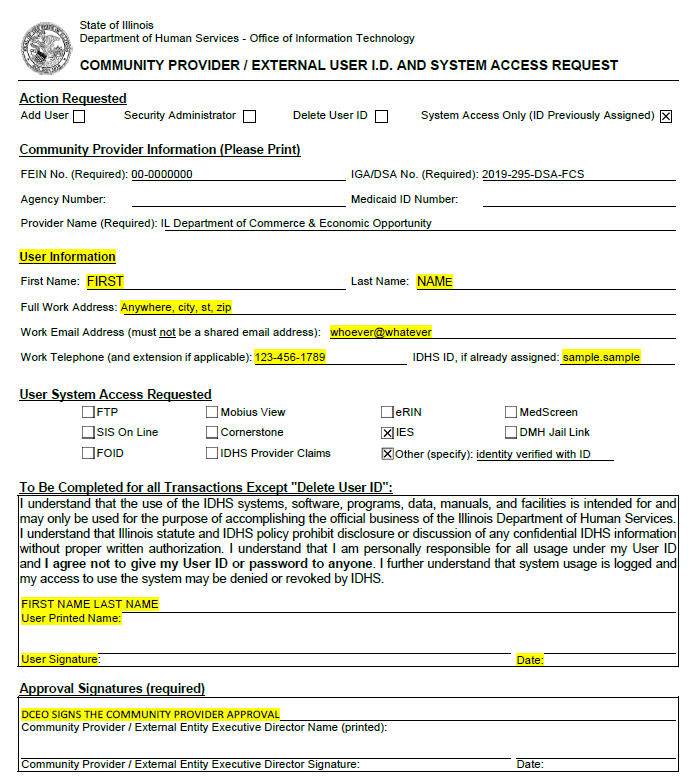 State of Illinois
Department of Human Services - Office of Information Technology
COMMUNITY PROVIDER / EXTERNAL USER I.D. AND SYSTEM ACCESS REQUEST
Action Requested
Add User Security Administrator Delete User ID System Access Only (ID Previously Assigned)
Community Provider Information (Please Print)
FEIN No. (Required): 00-0000000 IGA/DSA No. (Required): 2019-295-DSA-FCS
Agency Number: Medicaid ID Number:
Provider Name (Required): IL Department of Commerce & Economic Opportunity
User Information
First Name: FIRST Last Name: NAME
Full Work Address: Anywhere, city, st, zip
Work Email Address (must not be a shared email address): whoever@whatever
Work Telephone (and extension if applicable): 123-456-1789 IDHS ID, if already assigned: sample.sample
User System Access Requested
FTP Mobius View eRIN MedScreen
SIS On Line Cornerstone IES DMH Jail Link
FOID IDHS Provider Claims Other (specify): identity verified with ID
To Be Completed for all Transactions Except "Delete User ID":
I understand that the use of the IDHS systems, software, programs, data, manuals, and facilities is intended for and
may only be used for the purpose of accomplishing the official business of the Illinois Department of Human Services.
I understand that Illinois statute and IDHS policy prohibit disclosure or discussion of any confidential IDHS information
without proper written authorization. I understand that I am personally responsible for all usage under my User ID
and I agree not to give my User ID or password to anyone. I further understand that system usage is logged and
my access to use the system may be denied or revoked by IDHS.
FIRST NAME LAST NAME
User Printed Name:
User Signature: Date:
Approval Signatures (required)
DCEO SIGNS THE COMMUNITY PROVIDER APPROVAL
Community Provider / External Entity Executive Director Name (printed):
Community Provider / External Entity Executive Director Signature: Date: